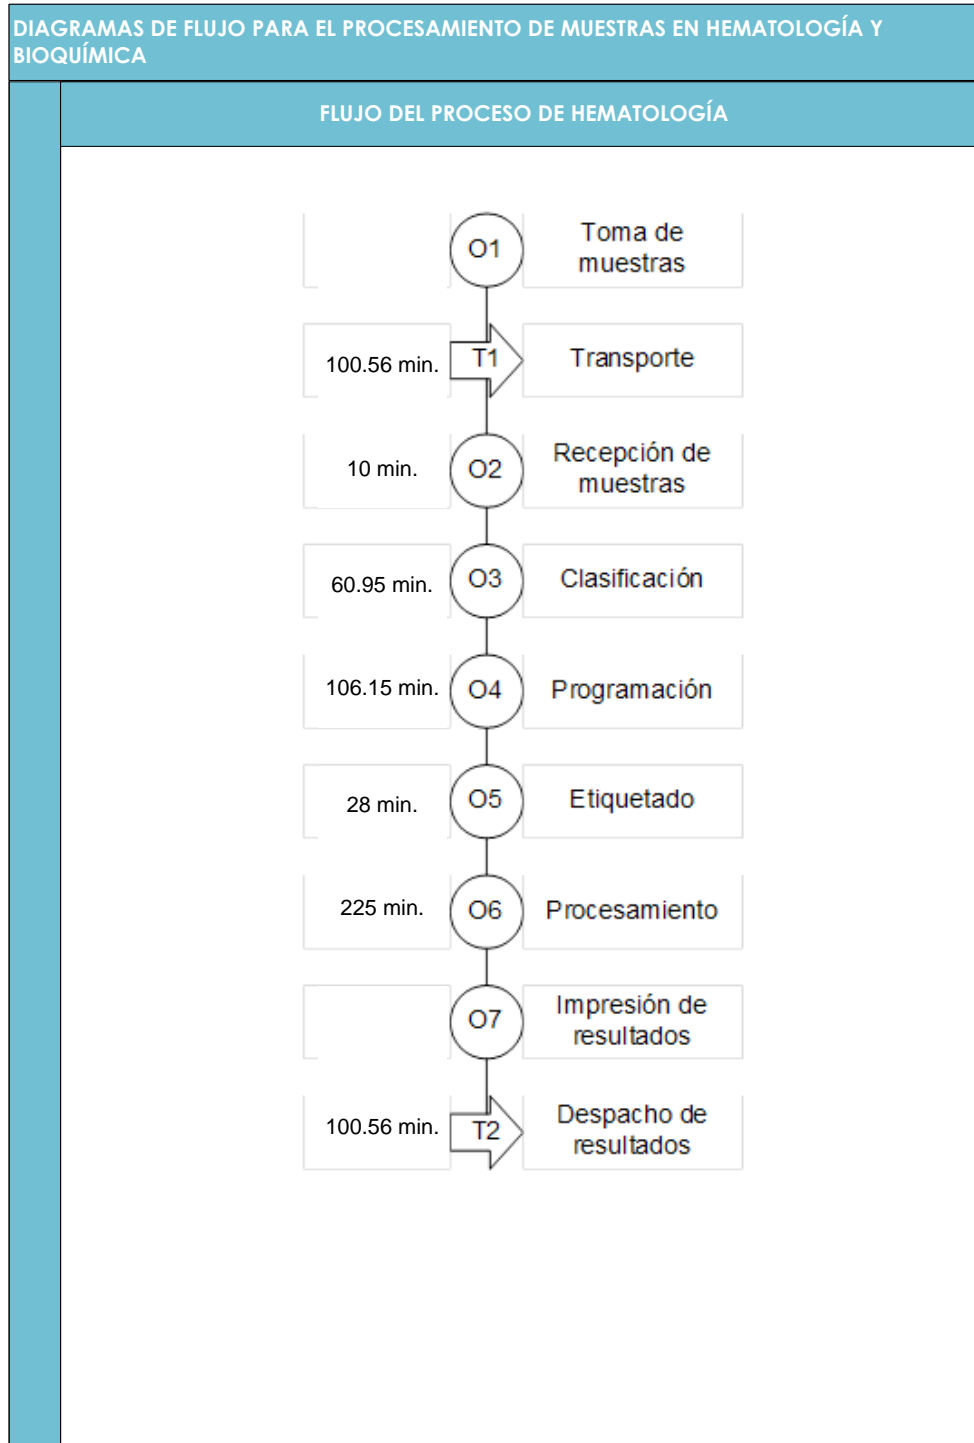 DIAGRAMAS DE FLUJO PARA EL PROCESAMIENTO DE MUESTRAS EN HEMATOLOGÍA Y
BIOQUÍMICA
FLUJO DEL PROCESO DE HEMATOLOGÍA
O1
Toma de
muestras
100.56 min.
T1
Transporte
10 min.
O2
Recepción de
muestras
60.95 min.
O3
Clasificación
106.15 min.
O4
Programación
28 min.
O5
Etiquetado
225 min.
O6
Procesamiento
O7
Impresión de
resultados
100.56 min.
T2
Despacho de
resultados